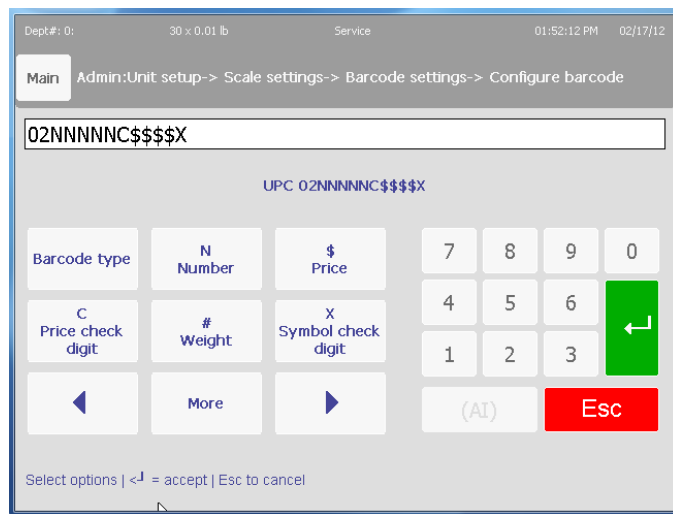 Dept#: 0: 30 x 0.01 lb Service 01:52:12 PM 02/17/12
Main Admin:Unit setup-> Scale settings-> Barcode settings-> Configure barcode
02NNNNNC$$$$X
UPC 02NNNNNC$$$$X
Barcode type
N
Number
$
Price
7 8 9 0
C
Price check
digit
#
Weight
X
Symbol check
digit
4 5 6
1 2 3
More
(AI)
Esc
Select options | <┘ = accept | Esc to cancel